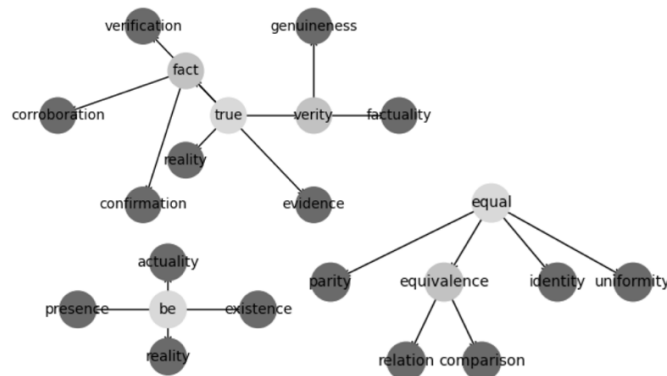 verification
genuineness
fact
corroboration
true
verity
factuality
reality
confirmation
evidence
equal
actuality
parity
equivalence
identity
uniformity
presence
be
existence
reality
relation
comparison